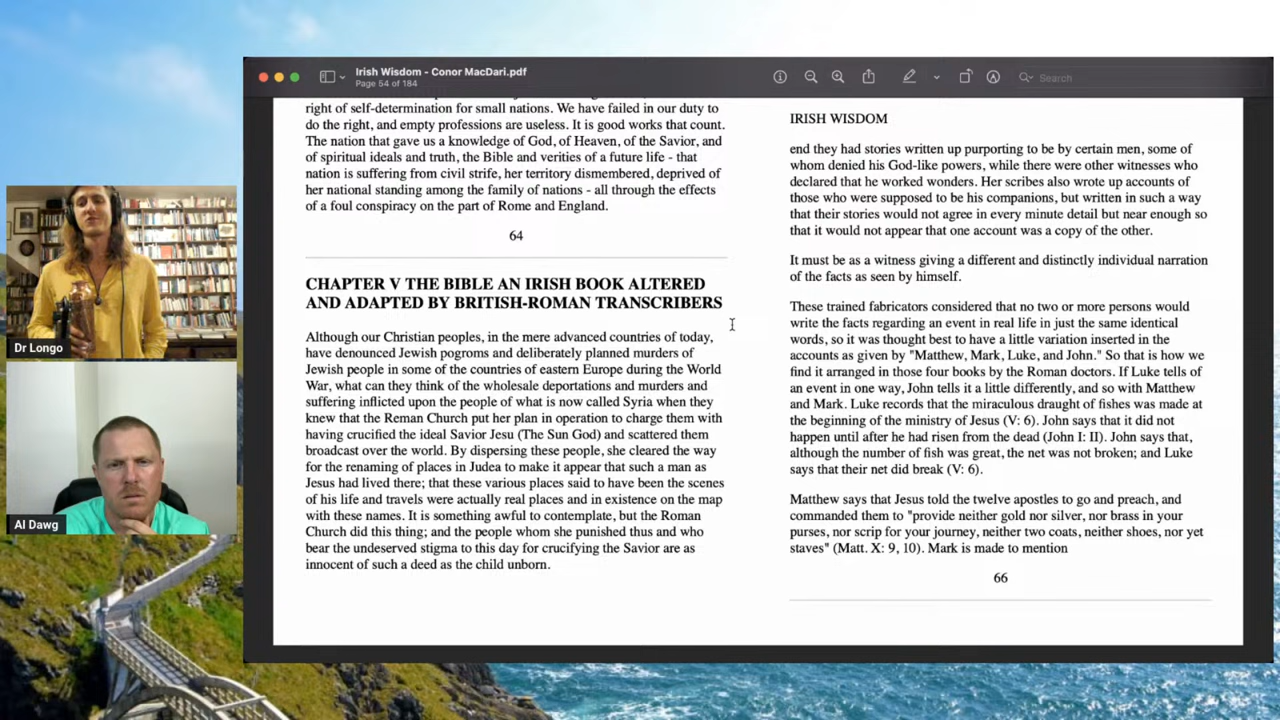 Irish Wisdom - Conor MacDari.pdf
Page 54 of 184
Search
right of self-determination for small nations. We have failed in our duty to
do the right, and empty professions are useless. It is good works that count.
The nation that gave us a knowledge of God, of Heaven, of the Savior, and
of spiritual ideals and truth, the Bible and verities of a future life - that
nation is suffering from civil strife, her territory dismembered, deprived of
her national standing among the family of nations - all through the effects
of a foul conspiracy on the part of Rome and England.
64
CHAPTER V THE BIBLE AN IRISH BOOK ALTERED
AND ADAPTED BY BRITISH-ROMAN TRANSCRIBERS
Although our Christian peoples, in the mere advanced countries of today,
have denounced Jewish pogroms and deliberately planned murders of
Jewish people in some of the countries of eastern Europe during the World
War, what can they think of the wholesale deportations and murders and
suffering inflicted upon the people of what is now called Syria when they
knew that the Reman Church put her plan in operation to charge them with
having crucified the ideal Savior Jesu (The Sun God) and scattered them
broadcast over the world. By dispersing these people, she cleared the way
for the renaming of places in Judea to make it appear that such a man as
Jesus had lived there; that these various places said to have been the scenes
of his life and travels were actually real places and in existence on the map
with these names. It is something awful to contemplate, but the Roman
Church did this thing; and the people whom she punished thus and who
bear the undeserved stigma to this day for crucifying the Savior are as
innocent of such a deed as the child unborn.
IRISH WISDOM
end they had stories written up purporting to be by certain men, some of
whom denied his God-like powers, while there were other witnesses who
declared that he worked wonders. Her scribes also wrote up accounts of
those who were supposed to be his companions, but written in such a way
that their stories would not agree in every minute detail but near enough so
that it would not appear that one account was a copy of the other.
It must be as a witness giving a different and distinctly individual narration
of the facts as seen by himself.
These trained fabricators considered that no two or more persons would
write the facts regarding an event in real life in just the same identical
words, so it was thought best to have a little variation inserted in the
accounts as given by "Matthew, Mark, Luke, and John." So that is how we
find it arranged in those four books by the Roman doctors. If Luke tells of
an event in one way, John tells it a little differently, and so with Matthew
and Mark. Luke records that the miraculous draught of fishes was made at
the beginning of the ministry of Jesus (V: 6). John says that it did not
happen until after he had risen from the dead (John I: II). John says that,
although the number of fish was great, the net was not broken; and Luke
says that their net did break (V: 6).
Matthew says that Jesus told the twelve apostles to go and preach, and
commanded them to "provide neither gold nor silver, nor brass in your
purses, nor scrip for your journey, neither two coats, neither shoes, nor yet
staves" (Matt. X: 9, 10). Mark is made to mention
66
Dr Longo
Al Dawg